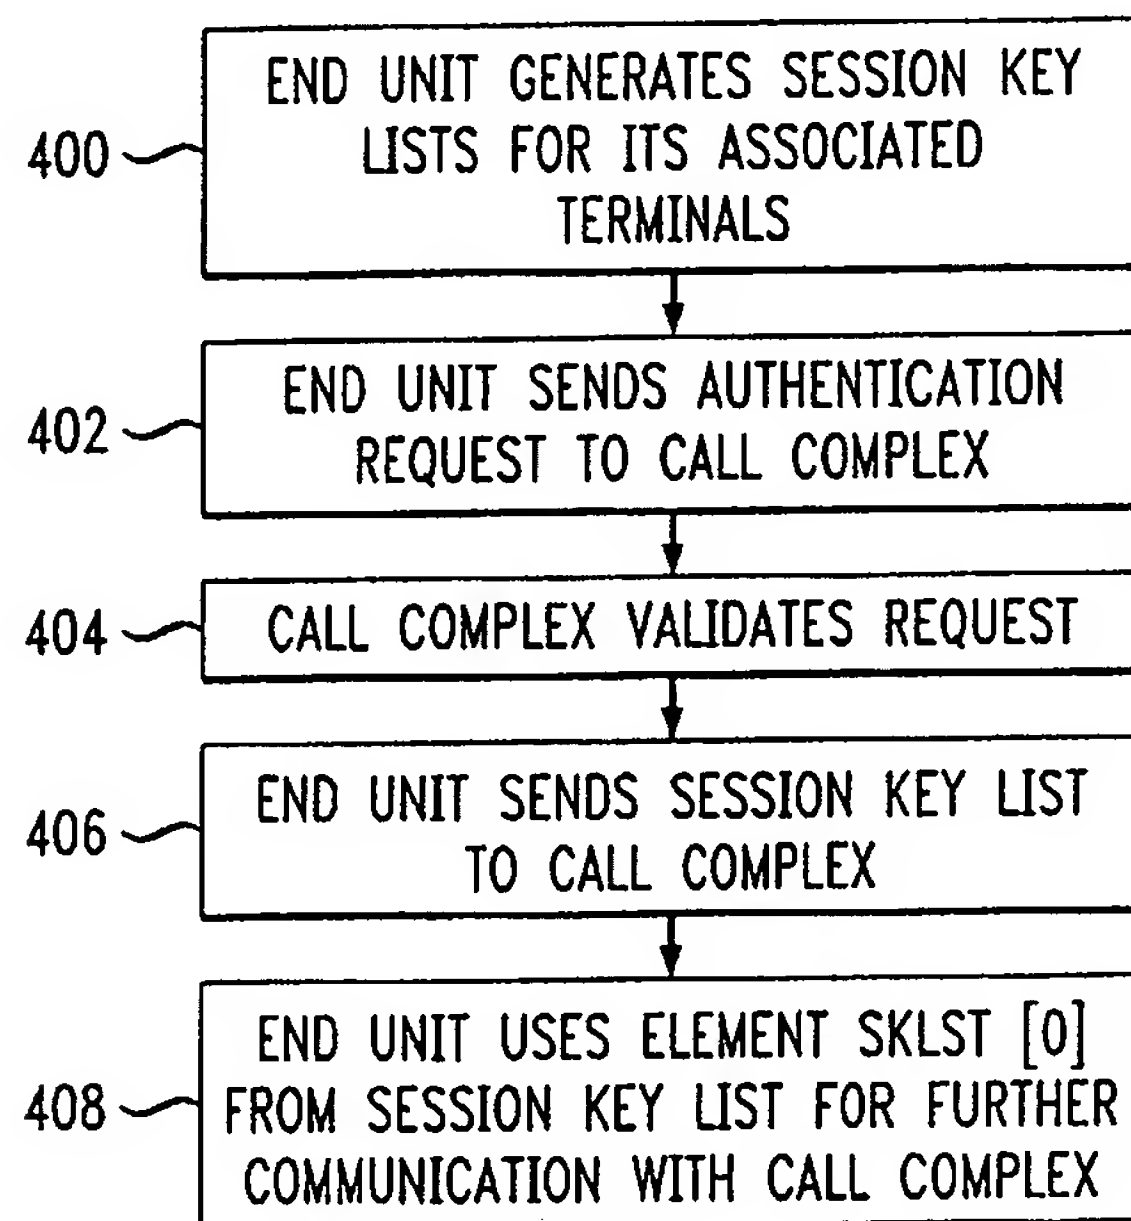 END UNIT GENERATES SESSION KEY
400
LISTS FOR ITS ASSOCIATED
TERMINALS
END UNIT SENDS AUTHENTICATION
402
REQUEST TO CALL COMPLEX
404
CALL COMPLEX VALIDATES REQUEST
END UNIT SENDS SESSION KEY LIST
406
TO CALL COMPLEX
END UNIT USES ELEMENT SKLST [0]
408
FROM SESSION KEY LIST FOR FURTHER
COMMUNICATION WITH CALL COMPLEX